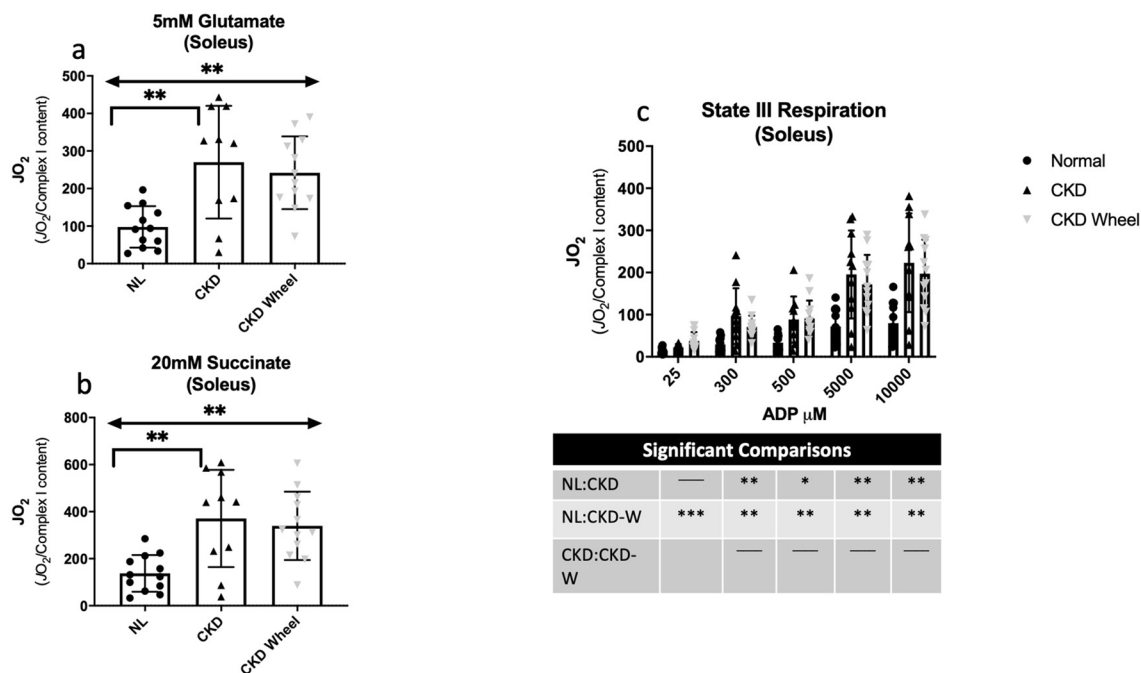 a
5mM Glutamate
(Soleus)
**
**
500
400
300
200
100
0
JO2
(JO2/Complex I content)
NL
CKD
CKD Wheel
b
20mM Succinate
(Soleus)
**
**
800
600
400
200
0
JO2
(JO2/Complex I content)
NL
CKD
CKD Wheel
c
State III Respiration
(Soleus)
500
400
300
200
100
0
JO2
(JO2/Complex I content)
25
300
500
5000
10000
ADP μM
Normal
CKD
CKD Wheel
Significant Comparisons
NL:CKD — ** * ** **
NL:CKD-W *** ** ** ** **
CKD:CKD- — — — —
W